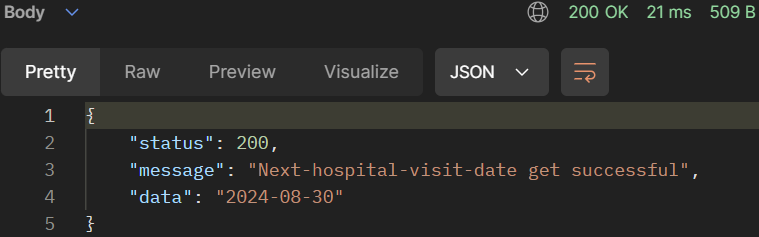 Body 200 OK 21 ms 509 B
Pretty Raw Preview Visualize JSON
1 {
2 "status": 200,
3 "message": "Next-hospital-visit-date get successful",
4 "data": "2024-08-30"
5 }